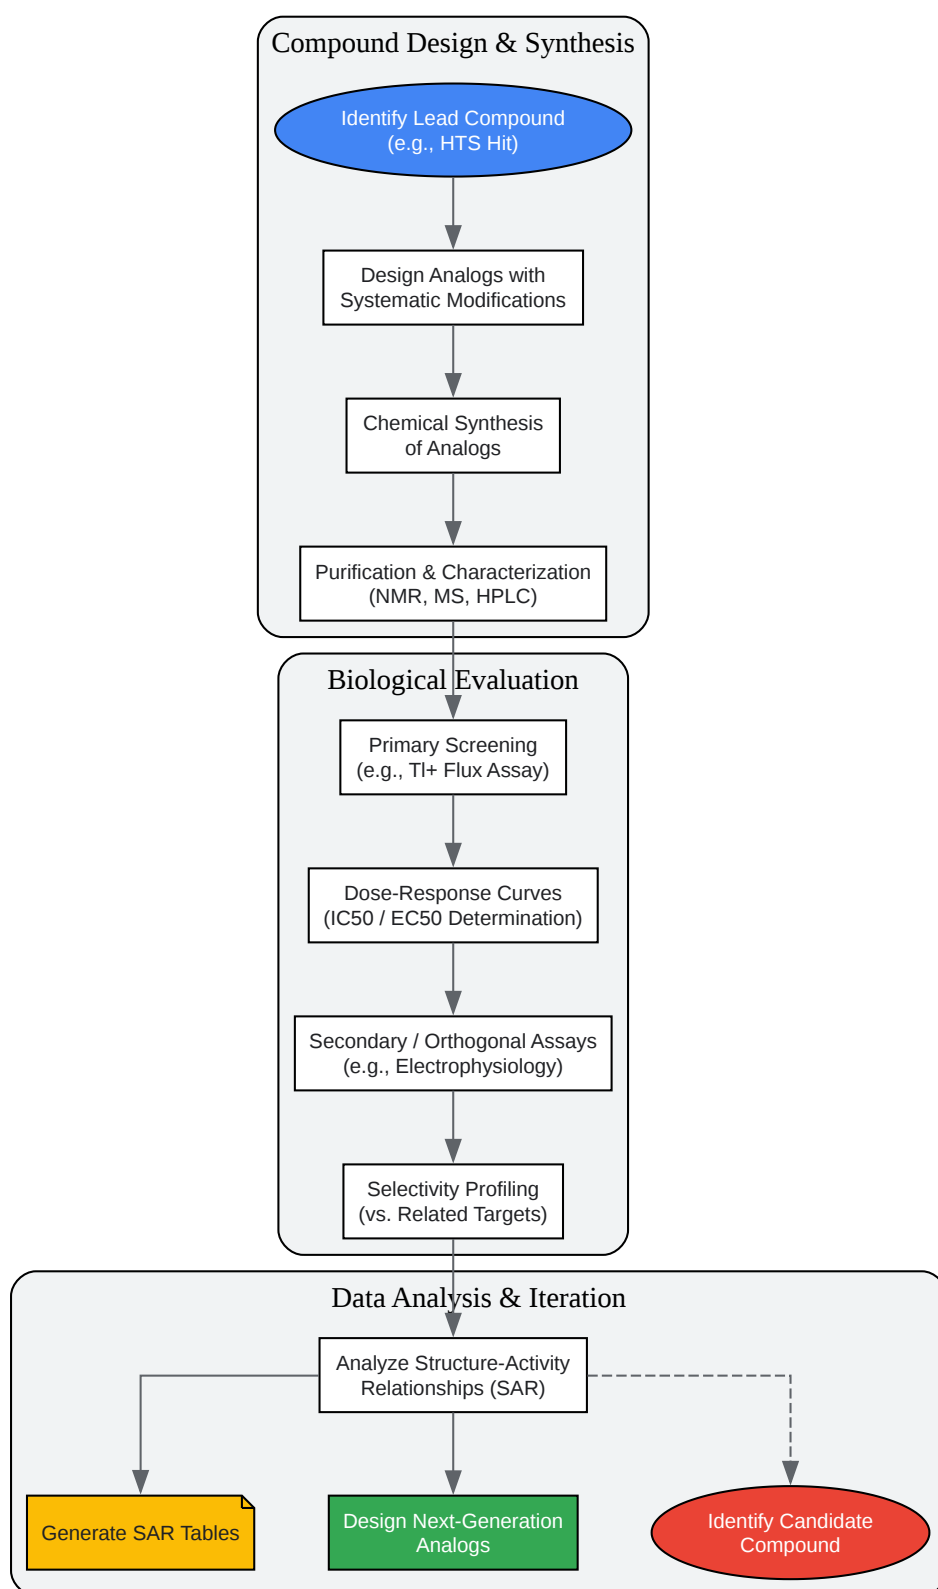 Compound Design & Synthesis
Identify Lead Compound
(e.g., HTS Hit)
Design Analogs with
Systematic Modifications
Chemical Synthesis
of Analogs
Purification & Characterization
(NMR, MS, HPLC)
Biological Evaluation
Primary Screening
(e.g., Tl+ Flux Assay)
Dose-Response Curves
(IC50 / EC50 Determination)
Secondary / Orthogonal Assays
(e.g., Electrophysiology)
Selectivity Profiling
(vs. Related Targets)
Data Analysis & Iteration
Analyze Structure-Activity
Relationships (SAR)
Generate SAR Tables
Design Next-Generation
Analogs
Identify Candidate
Compound